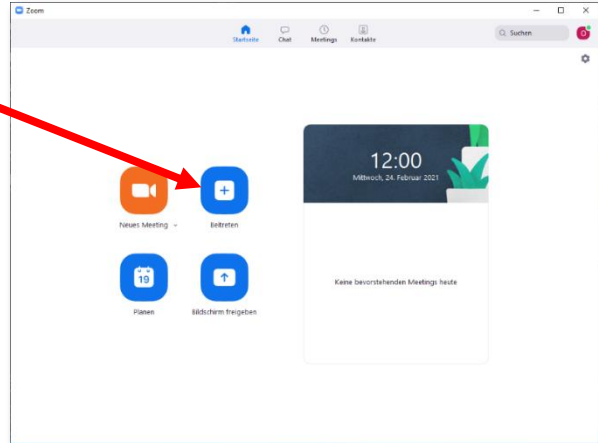 Zoom
Startseite
Chat
Meetings
Kontakte
Suchen
O
12:00
Mittwoch, 24. Februar 2021
Neues Meeting
Beitreten
19
Planen
Bildschirm freigeben
Keine bevorstehenden Meetings heute